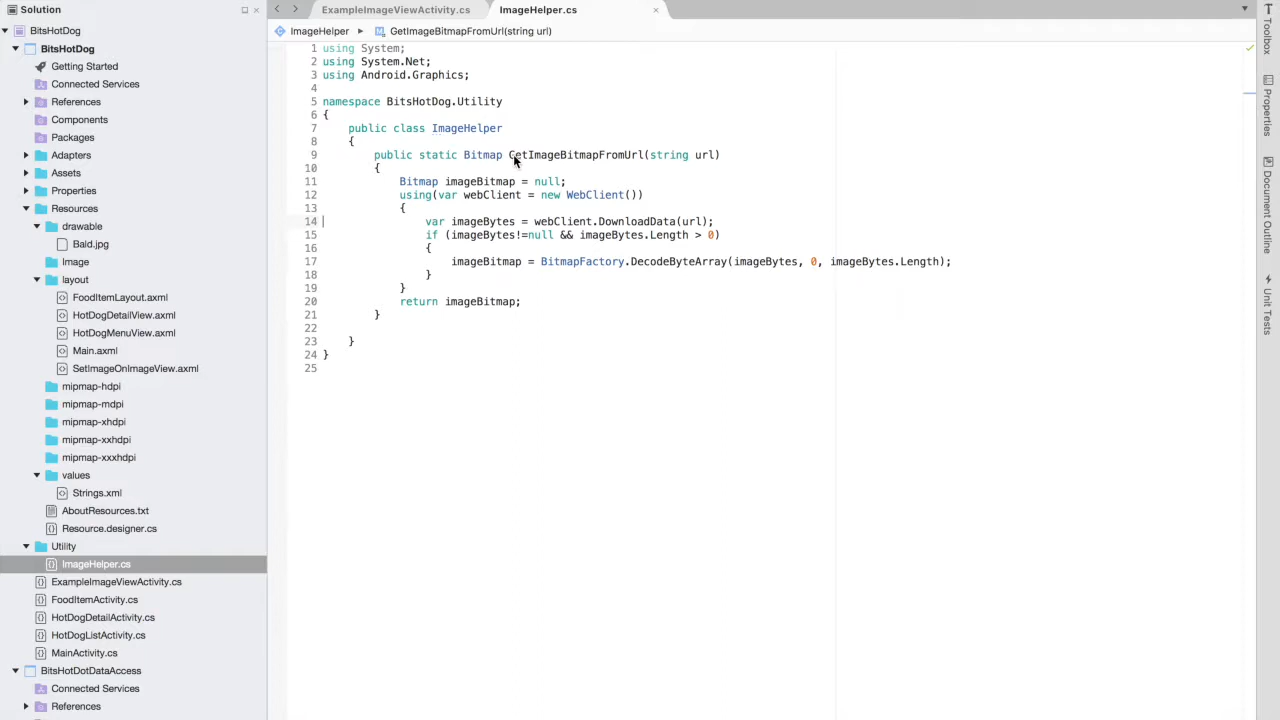 Solution
BitsHotDog
BitsHotDog
Getting Started
Connected Services
References
Components
Packages
Adapters
Assets
Properties
Resources
drawable
Bald.jpg
Image
layout
FoodItemLayout.axml
HotDogDetailView.axml
HotDogMenuView.axml
Main.axml
SetImageOnImageView.axml
mipmap-hdpi
mipmap-mdpi
mipmap-xhdpi
mipmap-xxhdpi
mipmap-xxxhdpi
values
Strings.xml
AboutResources.txt
Resource.designer.cs
Utility
ImageHelper.cs
ExampleImageViewActivity.cs
FoodItemActivity.cs
HotDogDetailActivity.cs
HotDogListActivity.cs
MainActivity.cs
BitsHotDotDataAccess
Connected Services
References
ExampleImageViewActivity.cs ImageHelper.cs
ImageHelper GetImageBitmapFromUrl(string url)
1 using System;
2 using System.Net;
3 using Android.Graphics;
4
5 namespace BitsHotDog.Utility
6 {
7 public class ImageHelper
8 {
9 public static Bitmap GetImageBitmapFromUrl(string url)
10 {
11 Bitmap imageBitmap = null;
12 using(var webClient = new WebClient())
13 {
14 var imageBytes = webClient.DownloadData(url);
15 if (imageBytes!=null && imageBytes.Length > 0)
16 {
17 imageBitmap = BitmapFactory.DecodeByteArray(imageBytes, 0, imageBytes.Length);
18 }
19 }
20 return imageBitmap;
21 }
22
23 }
24 }
25
Toolbox
Properties
Document Outline
Unit Tests